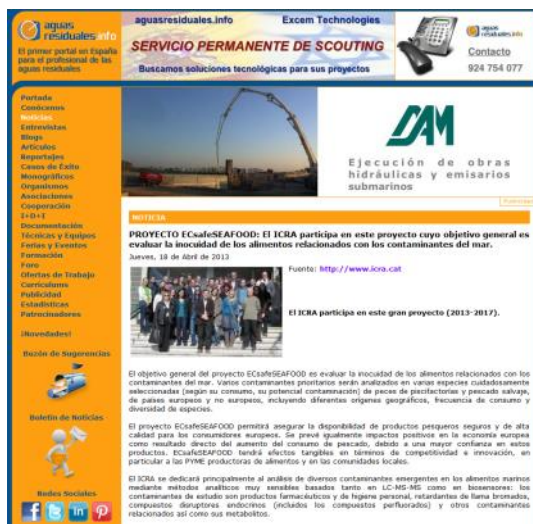 aguas
residuales.info
El primer portal en España
para el profesional de las
aguas residuales
aguasresiduales.info Excem Technologies
SERVICIO PERMANENTE DE SCOUTING
Buscamos soluciones tecnológicas para sus proyectos
aguas
residuales.info
Contacto
924 754 077
Portada
Conócenos
Noticias
Entrevistas
Blogs
Artículos
Reportajes
Casos de Éxito
Monográficos
Organismos
Asociaciones
Cooperación
I+D+I
Documentación
Técnicas y Equipos
Ferias y Eventos
Formación
Foro
Ofertas de Trabajo
Currículums
Publicidad
Estadísticas
Patrocinadores
¡Novedades!
Buzón de Sugerencias
Boletín de Noticias
Redes Sociales
SAM
Ejecución de obras
hidráulicas y emisarios
submarinos
NOTICIA
PROYECTO ECsafeSEAFOOD: El ICRA participa en este proyecto cuyo objetivo general es
evaluar la inocuidad de los alimentos relacionados con los contaminantes del mar.
Jueves, 18 de Abril de 2013
Fuente: http://www.icra.cat
El ICRA participa en este gran proyecto (2013-2017).
El objetivo general del proyecto ECsafeSEAFOOD es evaluar la inocuidad de los alimentos relacionados con los
contaminantes del mar. Varios contaminantes prioritarios serán analizados en varias especies cuidadosamente
seleccionadas (según su consumo, su potencial contaminación) de peces de piscifactorías y pescado salvaje,
de países europeos y no europeos, incluyendo diferentes orígenes geográficos, frecuencia de consumo y
diversidad de especies.
El proyecto ECsafeSEAFOOD permitirá asegurar la disponibilidad de productos pesqueros seguros y de alta
calidad para los consumidores europeos. Se prevé igualmente impactos positivos en la economía europea
como resultado directo del aumento del consumo de pescado, debido a una mayor confianza en estos
productos. ECsafeSEAFOOD tendrá efectos tangibles en términos de competitividad e innovación, en
particular a las PYME productoras de alimentos y en las comunidades locales.
El ICRA se dedicará principalmente al análisis de diversos contaminantes emergentes en los alimentos marinos
mediante métodos analíticos muy sensibles basados tanto en LC-MS-MS como en biosensores: los
contaminantes de estudio son productos farmacéuticos y de higiene personal, retardantes de llama bromados,
compuestos disruptores endocrinos (incluidos los compuestos perfluorados) y otros contaminantes
relacionados así como sus metabolitos.